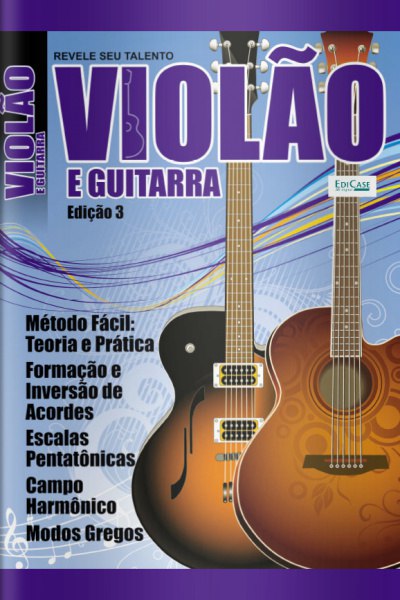 REVELE SEU TALENTO
VIOLÃO
E GUITARRA
Edição 3
VIOLÃO
E GUITARRA
EDICASE
Método Fácil:
Teoria e Prática
Formação e
Inversão de
Acordes
Escalas
Pentatônicas
Campo
Harmônico
Modos Gregos